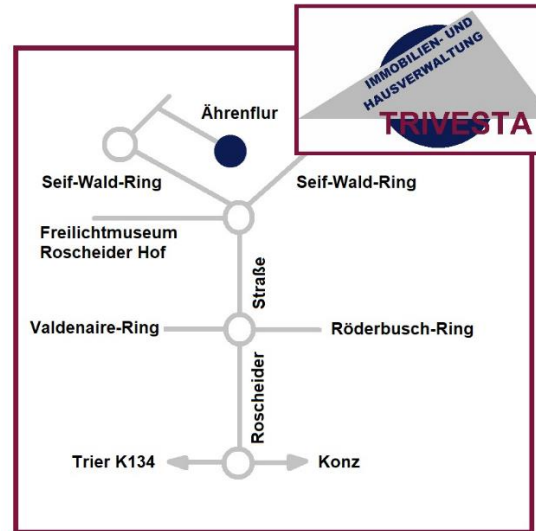 IMMOBILIEN- UND
HAUSVERWALTUNG
TRIVESTA
Ährenflur
Seif-Wald-Ring
Seif-Wald-Ring
Freilichtmuseum
Roscheider Hof
Straße
Valdenaire-Ring
Röderbusch-Ring
Roscheider
Trier K134
Konz